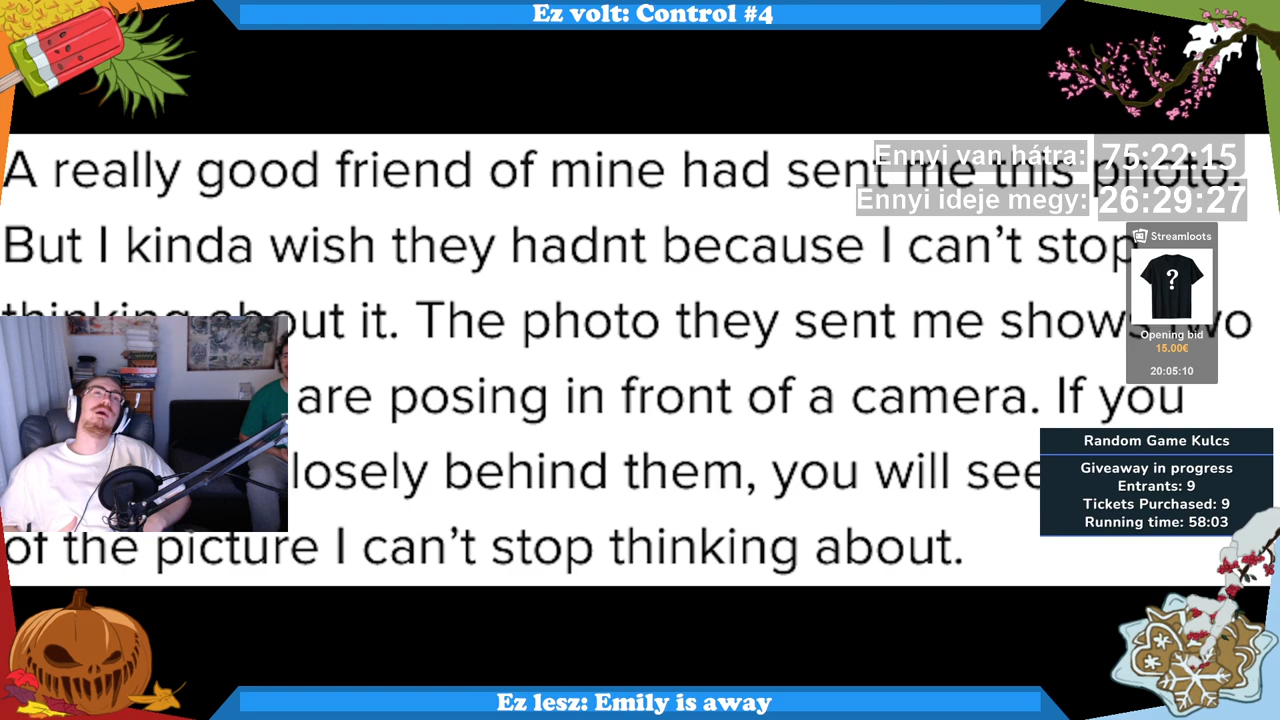 Ez volt: Control #4
A really good friend of mine had sent me this photo.
Ennyi van hátra: 75:22:15
Ennyi ideje megy: 26:29:27
But I kinda wish they hadnt because I can't stop
Streamloots
?
Opening bid
15.00€
20:05:10
thinking about it. The photo they sent me shows two
are posing in front of a camera. If you
losely behind them, you will see
of the picture I can't stop thinking about.
Random Game Kulcs
Giveaway in progress
Entrants: 9
Tickets Purchased: 9
Running time: 58:03
Ez lesz: Emily is away